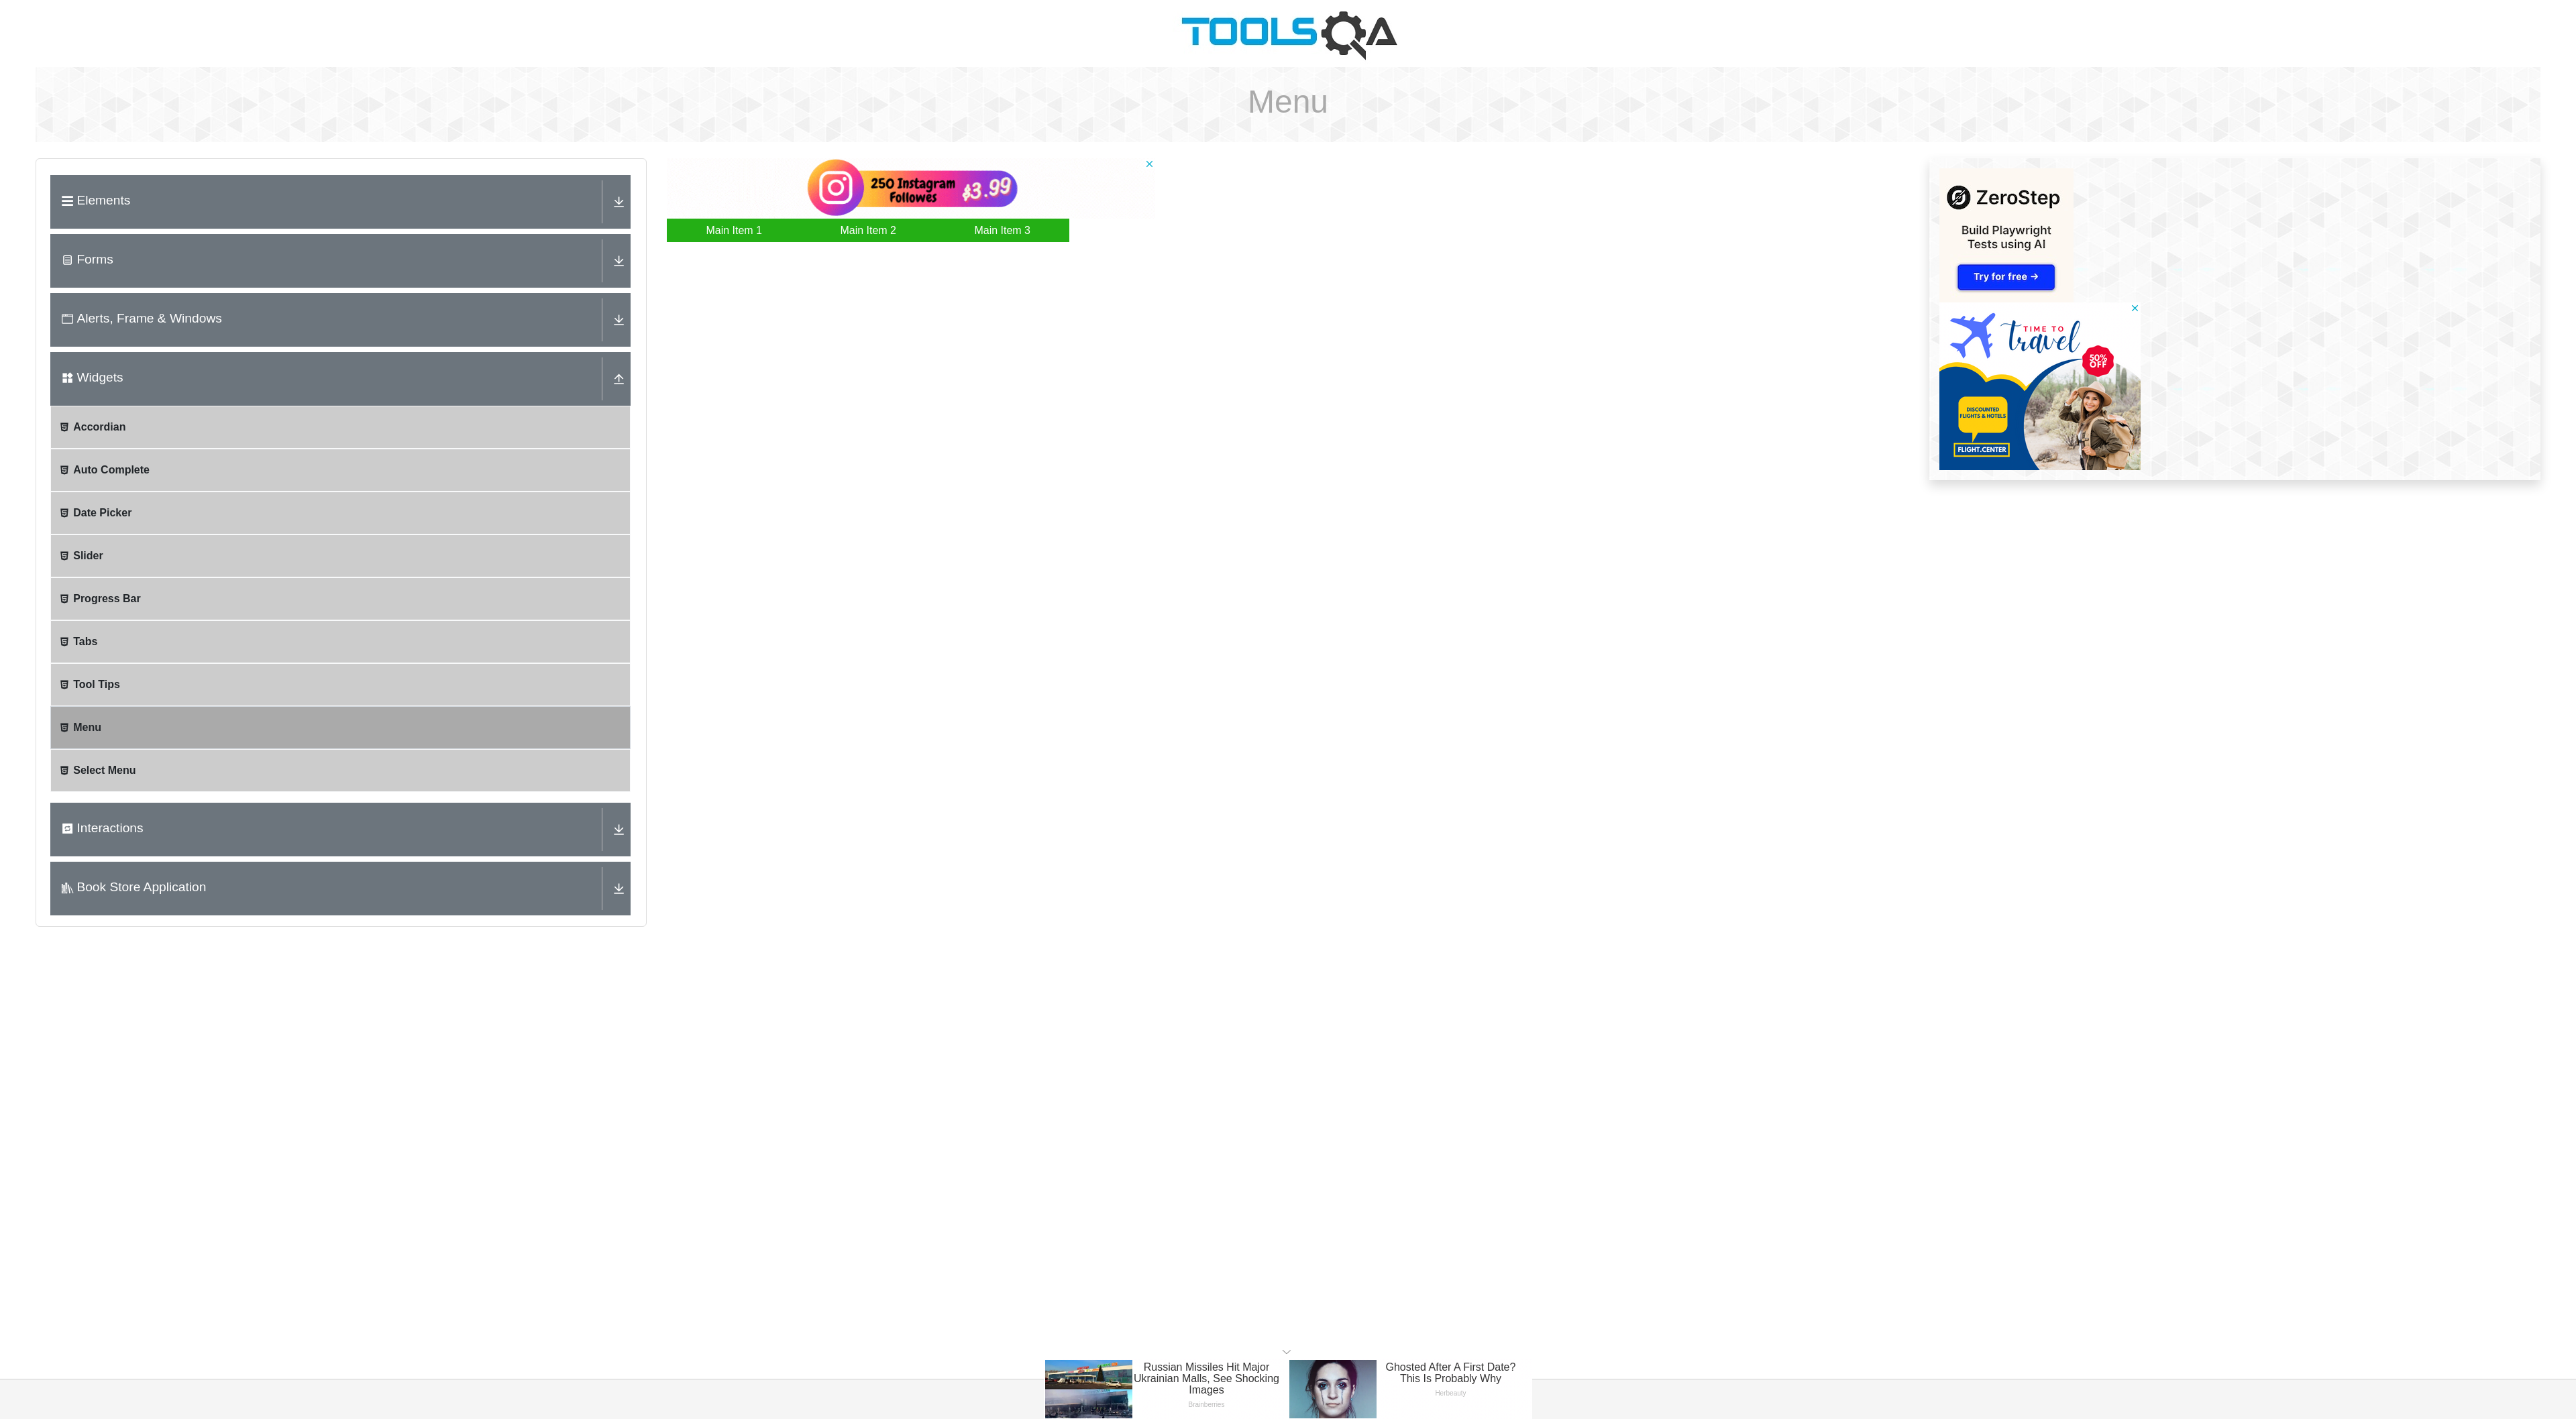 TOOLSQA
Menu
Elements
Forms
Alerts, Frame & Windows
Widgets
Accordian
Auto Complete
Date Picker
Slider
Progress Bar
Tabs
Tool Tips
Menu
Select Menu
Interactions
Book Store Application
250 Instagram
Followes
$3.99
Main Item 1
Main Item 2
Main Item 3
ZeroStep
Build Playwright
Tests using AI
Try for free →
TIME TO
travel
50%
OFF
DISCOUNTED
FLIGHTS & HOTELS
FLIGHT.CENTER
Russian Missiles Hit Major
Ukrainian Malls, See Shocking
Images
Brainberries
Ghosted After A First Date?
This Is Probably Why
Herbeauty